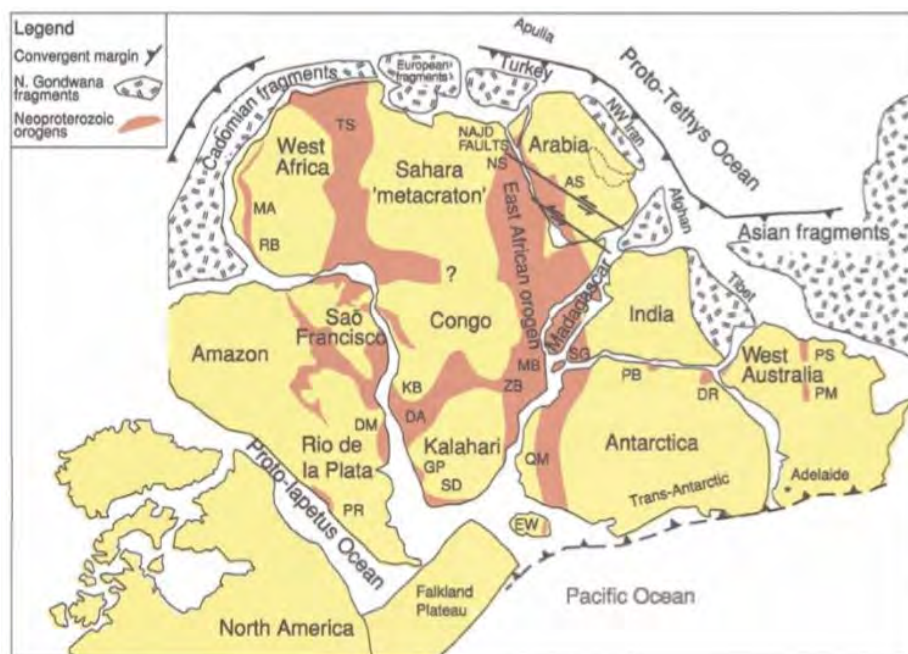 Legend
Convergent margin
N. Gondwana
fragments
Neoproterozoic
orogens
Apulia
Proto-Tethys Ocean
European
fragments
Turkey
Cadomian fragments
NW Iran
TS
West
Africa
NAJD
FAULTS
NS
Arabia
Sahara
'metacraton'
AS
MA
RB
East African orogen
Afghan
Asian fragments
?
Tibet
Madagascar
Saõ
Francisco
Congo
India
Amazon
MB
SG
West
Australia
PS
KB
ZB
PB
DR
PM
DM
DA
Rio de
la Plata
Kalahari
Antarctica
GP
QM
SD
Adelaide
Trans-Antarctic
Proto-Iapetus Ocean
PR
EW
Falkland
Plateau
Pacific Ocean
North America